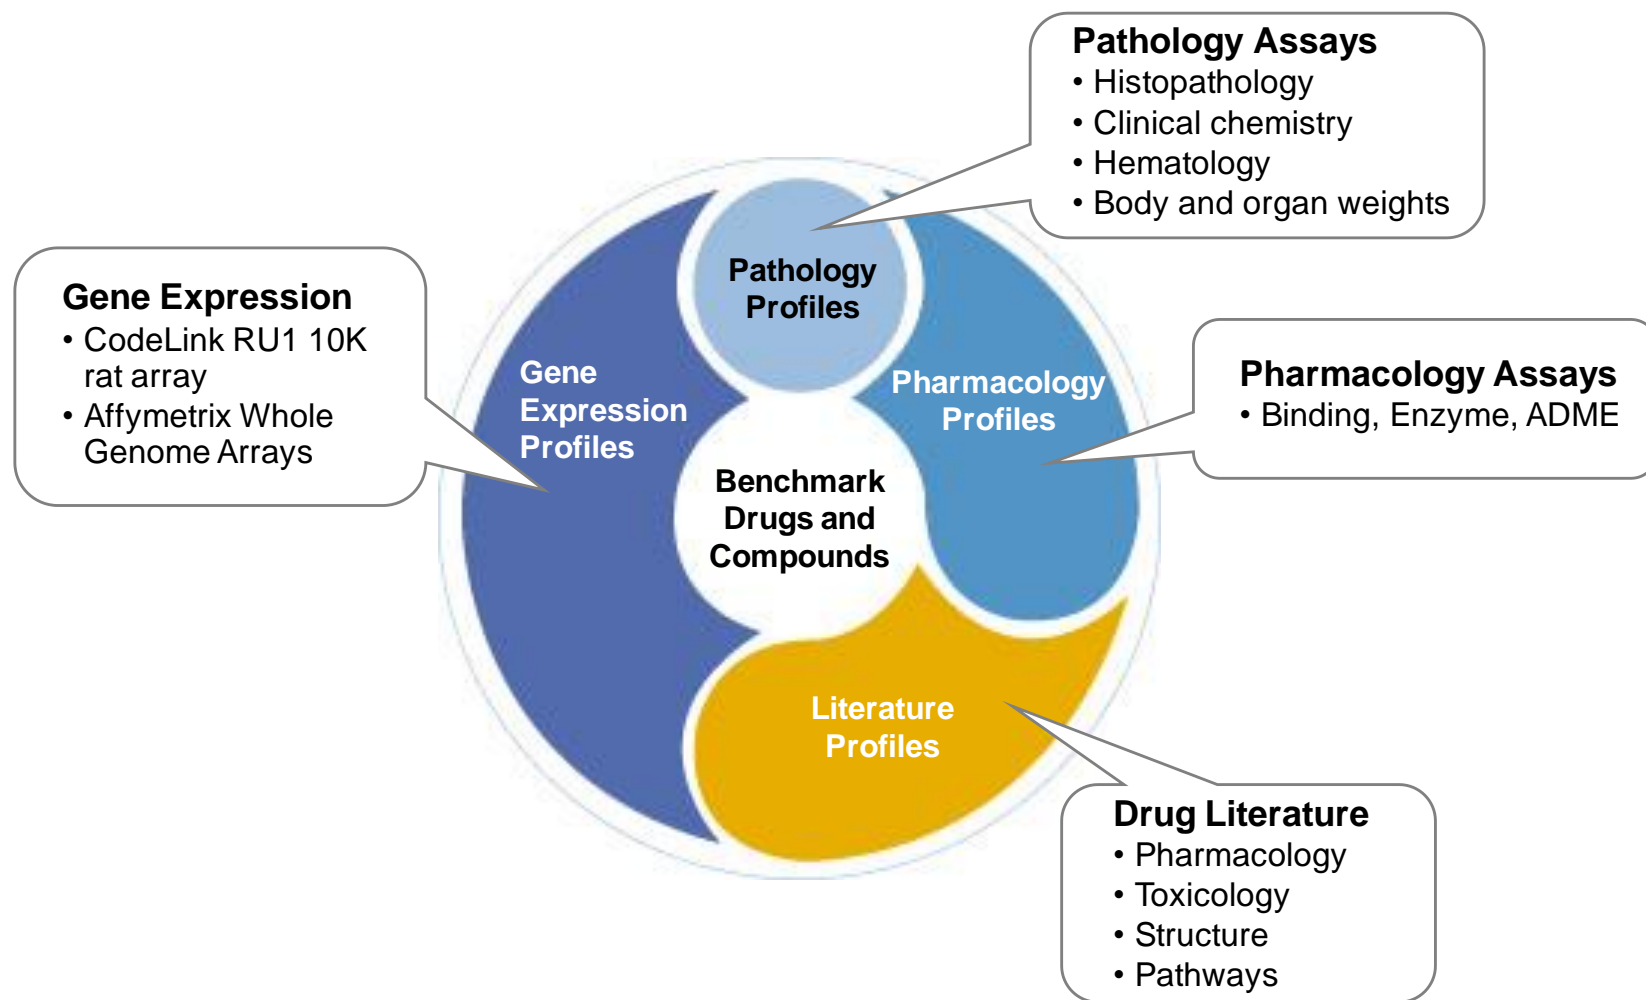 Pathology Assays
• Histopathology
• Clinical chemistry
• Hematology
• Body and organ weights
Gene Expression
• CodeLink RU1 10K
rat array
• Affymetrix Whole
Genome Arrays
Pathology
Profiles
Gene
Expression
Profiles
Pharmacology
Profiles
Pharmacology Assays
• Binding, Enzyme, ADME
Benchmark
Drugs and
Compounds
Literature
Profiles
Drug Literature
• Pharmacology
• Toxicology
• Structure
• Pathways